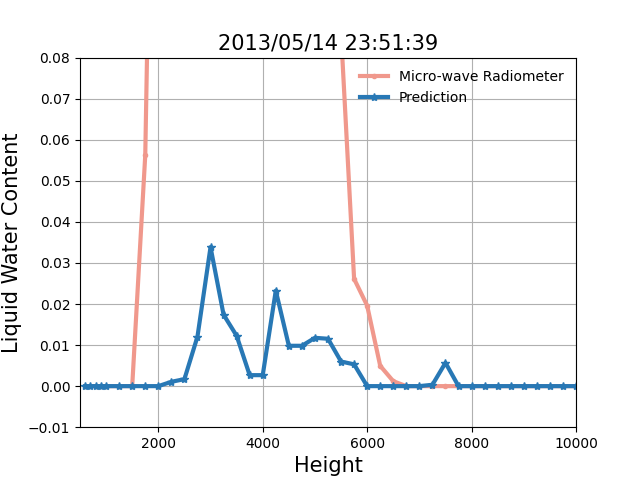 2013/05/14 23:51:39
0.08
0.07
0.06
0.05
0.04
0.03
0.02
0.01
0.00
−0.01
Liquid Water Content
Micro-wave Radiometer
Prediction
2000 4000 6000 8000 10000
Height